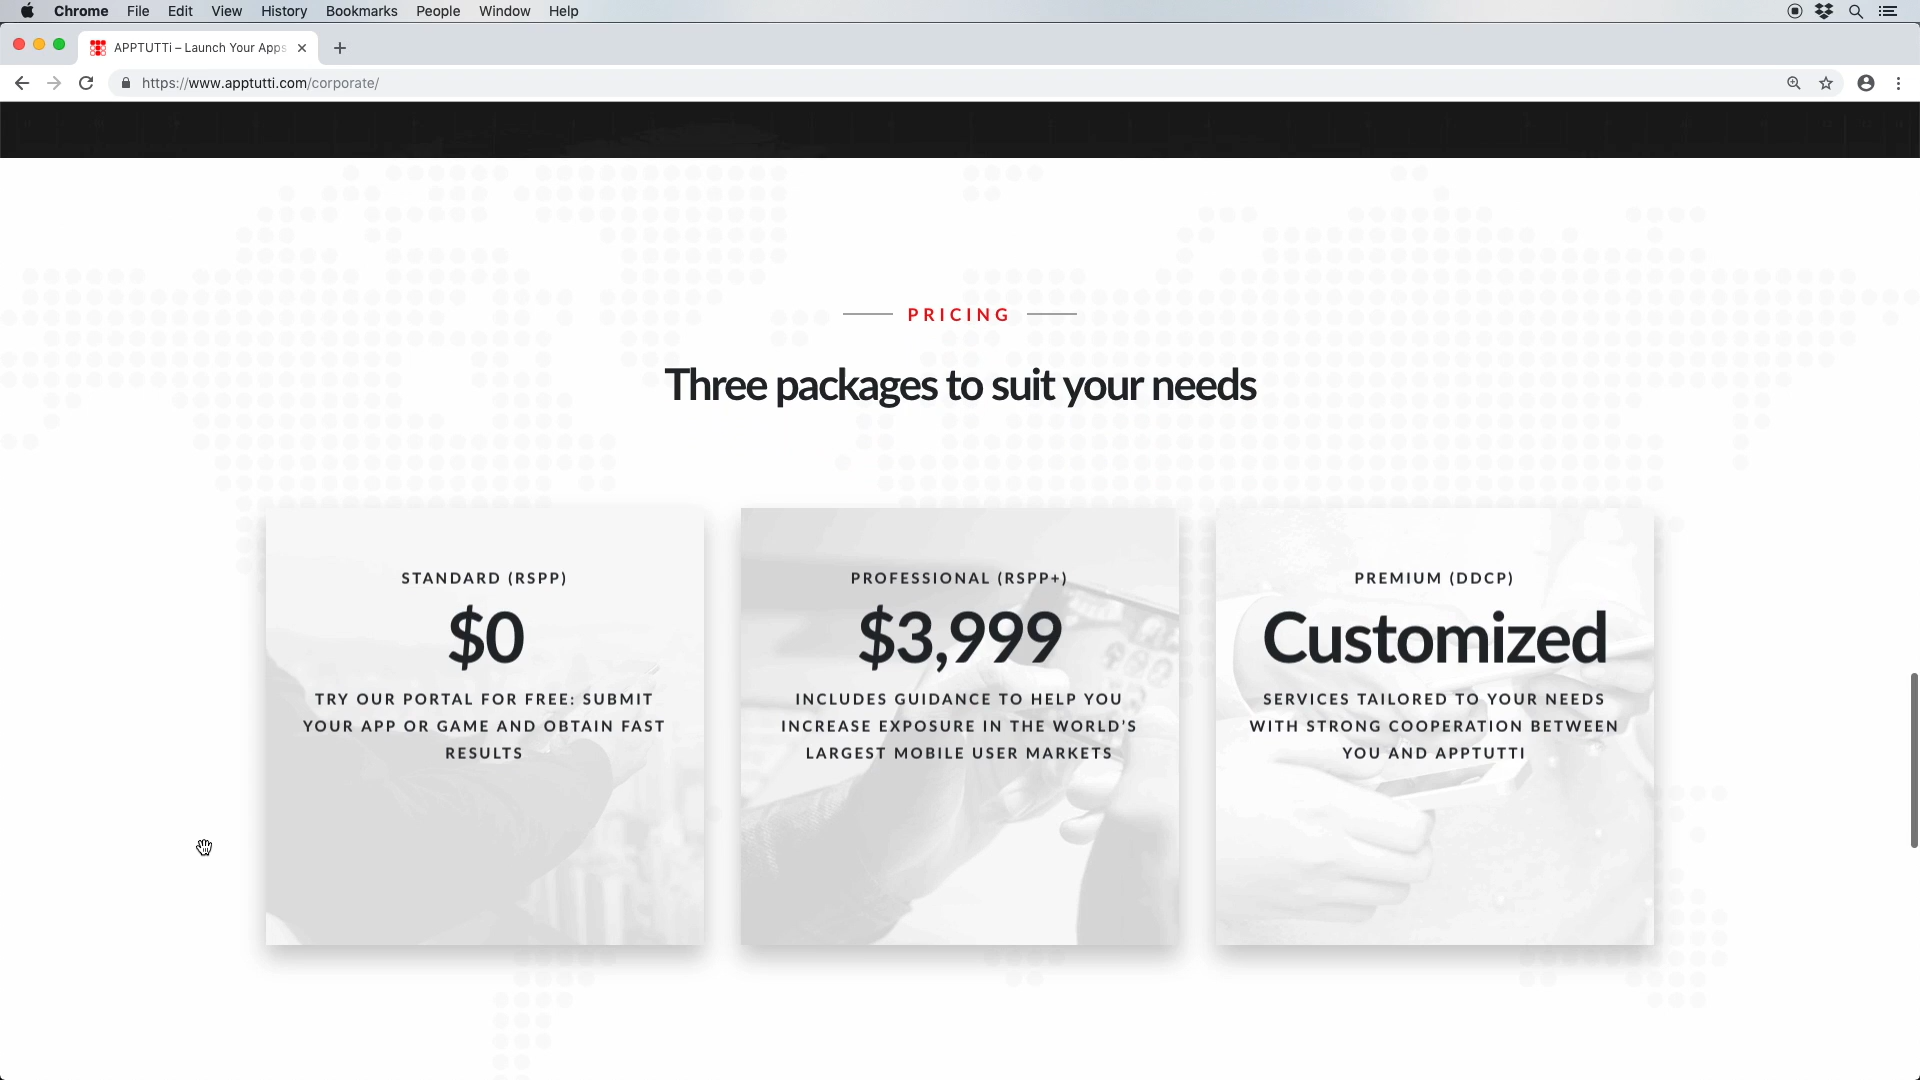 Chrome File Edit View History Bookmarks People Window Help
APPTUTTi – Launch Your Apps
https://www.apptutti.com/corporate/
PRICING
Three packages to suit your needs
STANDARD (RSPP)
$0
TRY OUR PORTAL FOR FREE: SUBMIT
YOUR APP OR GAME AND OBTAIN FAST
RESULTS
PROFESSIONAL (RSPP+)
$3,999
INCLUDES GUIDANCE TO HELP YOU
INCREASE EXPOSURE IN THE WORLD’S
LARGEST MOBILE USER MARKETS
PREMIUM (DDCP)
Customized
SERVICES TAILORED TO YOUR NEEDS
WITH STRONG COOPERATION BETWEEN
YOU AND APPTUTTI